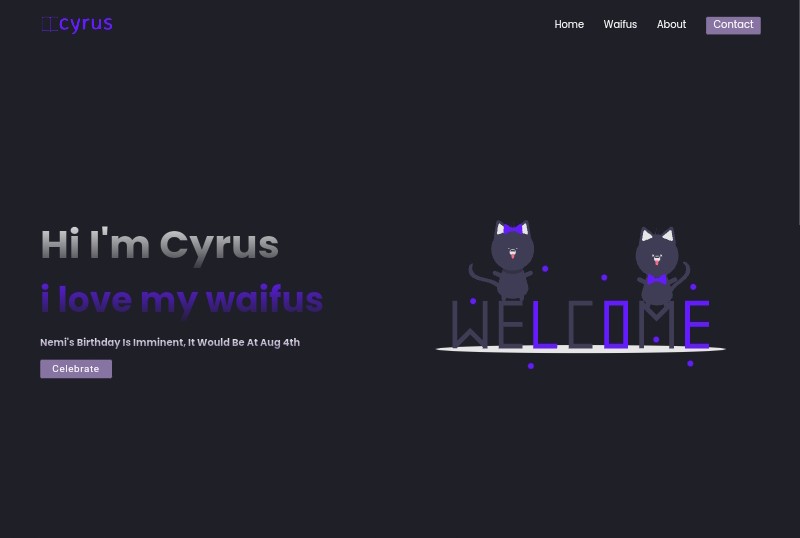 cyrus
Home Waifus About Contact
Hi I'm Cyrus
i love my waifus
Nemi's Birthday Is Imminent, It Would Be At Aug 4th
Celebrate
WELCOME